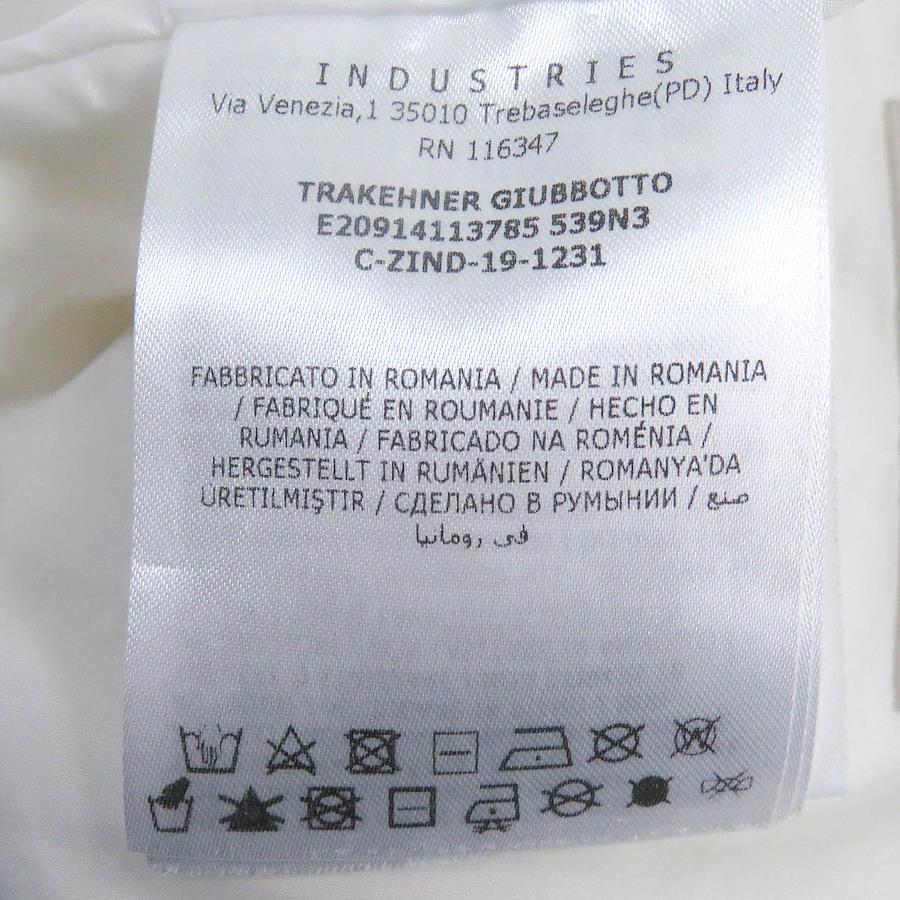 INDUSTRIES
Via Venezia,1 35010 Trebaseleghe(PD) Italy
RN 116347
TRAKEHNER GIUBBOTTO
E20914113785 539N3
C-ZIND-19-1231
FABBRICATO IN ROMANIA / MADE IN ROMANIA
/ FABRIQUÉ EN ROUMANIE / HECHO EN
RUMANIA / FABRICADO NA ROMÉNIA /
HERGESTELLT IN RUMÄNIEN / ROMANYA'DA
ÜRETILMIŞTIR / СДЕЛАНО В РУМЫНИИ / صنع
في رومانيا